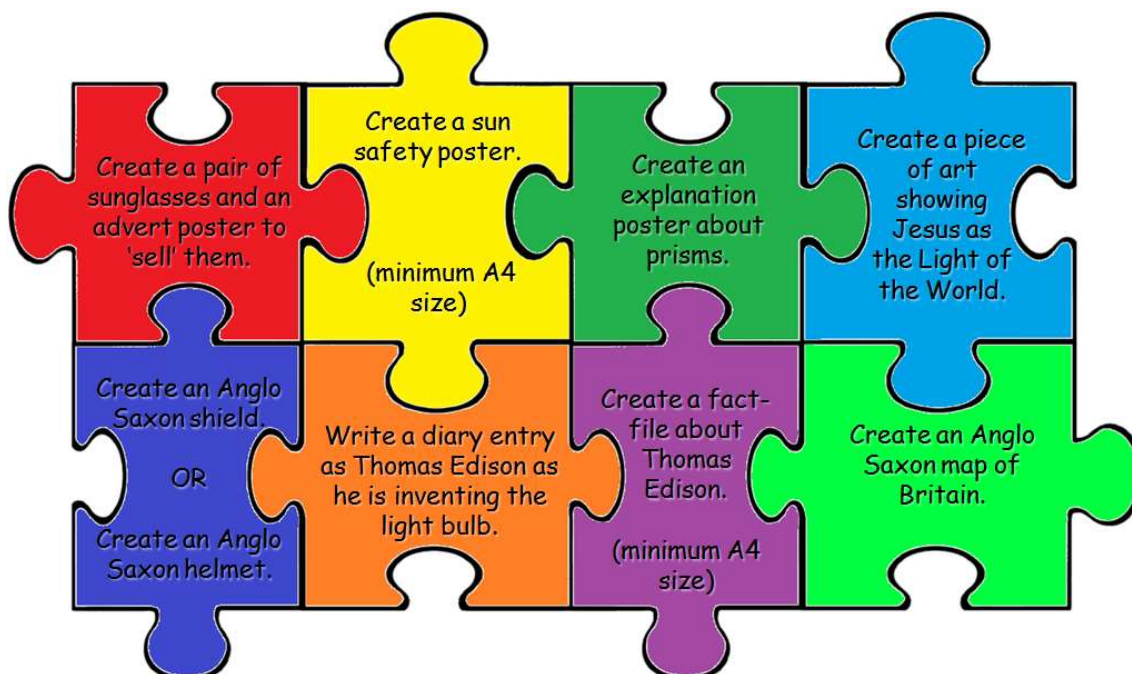 Create a pair of
sunglasses and an
advert poster to
‘sell’ them.
Create a sun
safety poster.
(minimum A4
size)
Create an
explanation
poster about
prisms.
Create a piece
of art
showing
Jesus as
the Light of
the World.
Create an Anglo
Saxon shield.
OR
Create an Anglo
Saxon helmet.
Write a diary entry
as Thomas Edison as
he is inventing the
light bulb.
Create a fact-
file about
Thomas
Edison.
(minimum A4
size)
Create an Anglo
Saxon map of
Britain.